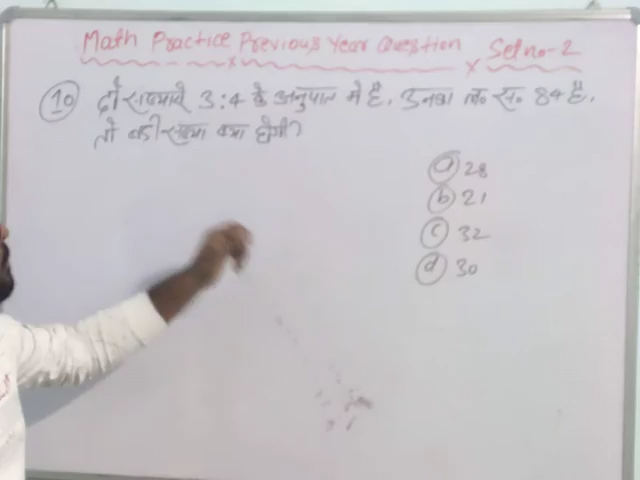 Math Practice Previous Year Question Set no-2
(10) दो संख्याये 3:4 के अनुपात में है, उनका ल० स० 84 है,
तो बड़ी संख्या क्या होगी?
(a) 28
(b) 21
(c) 32
(d) 30